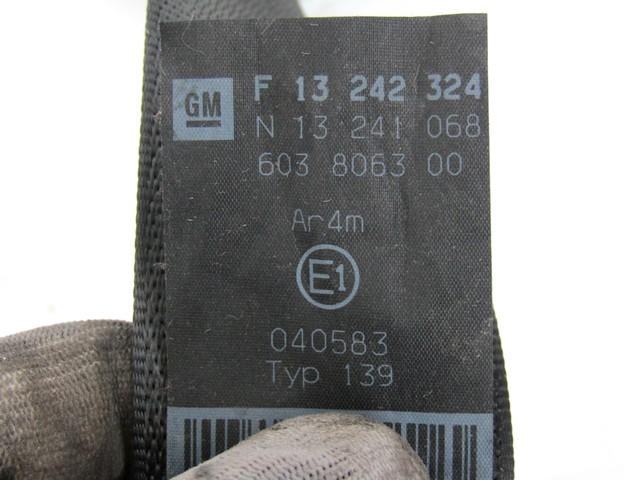 GM
F 13 242 324
N 13 241 068
603 8063 00
Ar4m
E1
040583
Typ 139